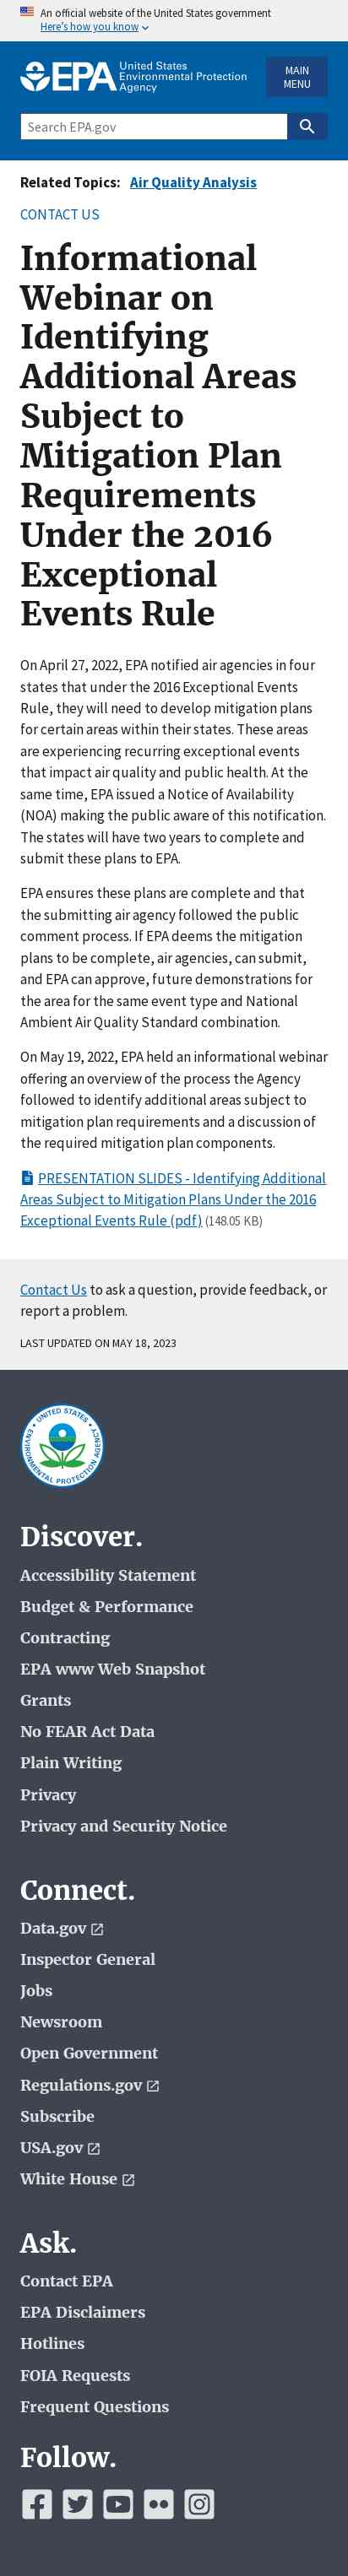 An official website of the United States government
Here's how you know
EPA United States
Environmental Protection
Agency
MAIN
MENU
Search EPA.gov
Related Topics: Air Quality Analysis
CONTACT US
Informational
Webinar on
Identifying
Additional Areas
Subject to
Mitigation Plan
Requirements
Under the 2016
Exceptional
Events Rule
On April 27, 2022, EPA notified air agencies in four
states that under the 2016 Exceptional Events
Rule, they will need to develop mitigation plans
for certain areas within their states. These areas
are experiencing recurring exceptional events
that impact air quality and public health. At the
same time, EPA issued a Notice of Availability
(NOA) making the public aware of this notification.
The states will have two years to complete and
submit these plans to EPA.
EPA ensures these plans are complete and that
the submitting air agency followed the public
comment process. If EPA deems the mitigation
plans to be complete, air agencies, can submit,
and EPA can approve, future demonstrations for
the area for the same event type and National
Ambient Air Quality Standard combination.
On May 19, 2022, EPA held an informational webinar
offering an overview of the process the Agency
followed to identify additional areas subject to
mitigation plan requirements and a discussion of
the required mitigation plan components.
PRESENTATION SLIDES - Identifying Additional
Areas Subject to Mitigation Plans Under the 2016
Exceptional Events Rule (pdf) (148.05 KB)
Contact Us to ask a question, provide feedback, or
report a problem.
LAST UPDATED ON MAY 18, 2023
UNITED STATES
ENVIRONMENTAL PROTECTION AGENCY
Discover.
Accessibility Statement
Budget & Performance
Contracting
EPA www Web Snapshot
Grants
No FEAR Act Data
Plain Writing
Privacy
Privacy and Security Notice
Connect.
Data.gov
Inspector General
Jobs
Newsroom
Open Government
Regulations.gov
Subscribe
USA.gov
White House
Ask.
Contact EPA
EPA Disclaimers
Hotlines
FOIA Requests
Frequent Questions
Follow.